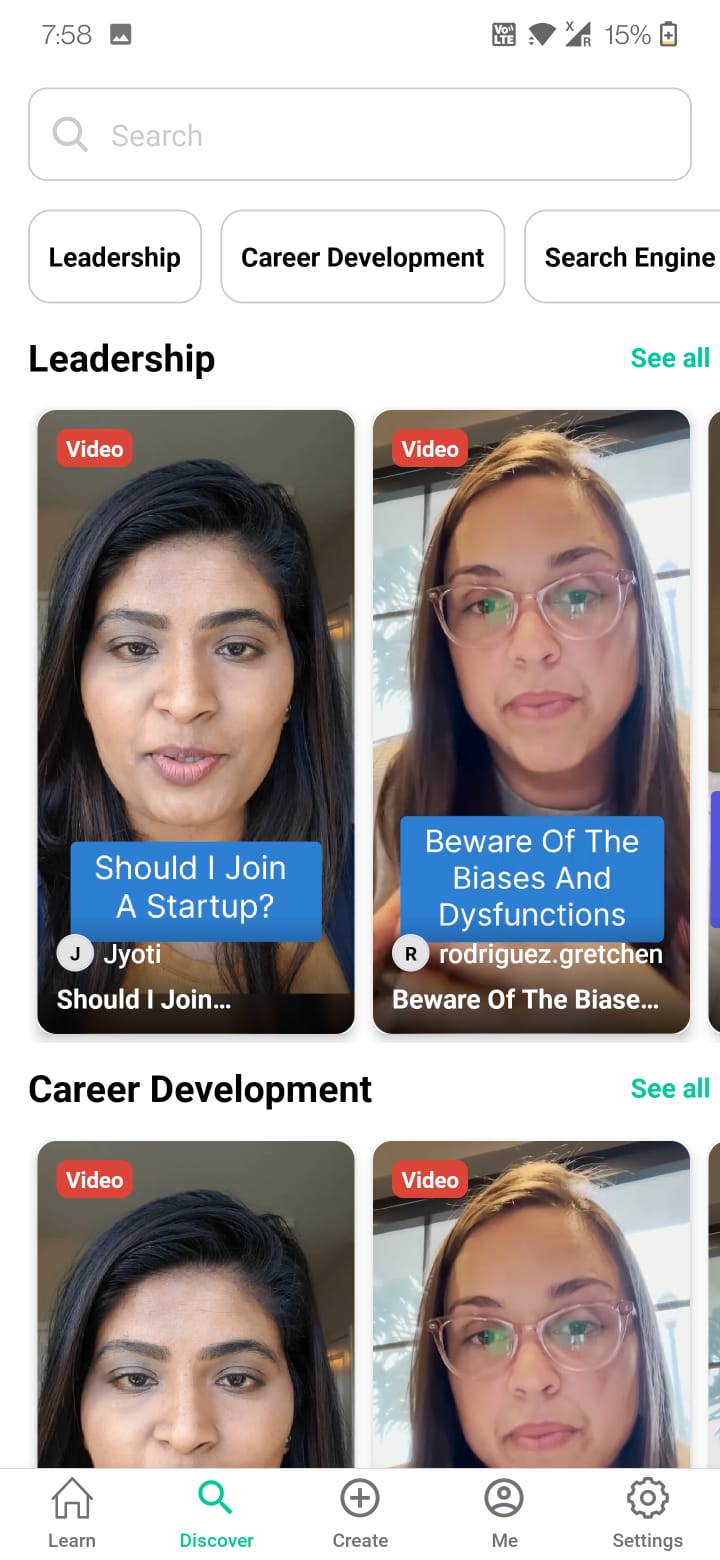 7:58
Vo)) LTE
X
R
15%
Search
Leadership
Career Development
Search Engine
Leadership
See all
Video
Video
Should I Join
A Startup?
Beware Of The
Biases And
Dysfunctions
J
Jyoti
R
rodriguez.gretchen
Should I Join...
Beware Of The Biase...
Career Development
See all
Video
Video
Learn
Discover
Create
Me
Settings